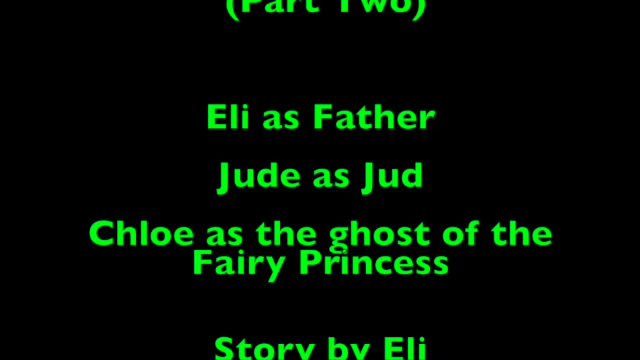 (Part Two)
Eli as Father
Jude as Jud
Chloe as the ghost of the
Fairy Princess
Story by Eli